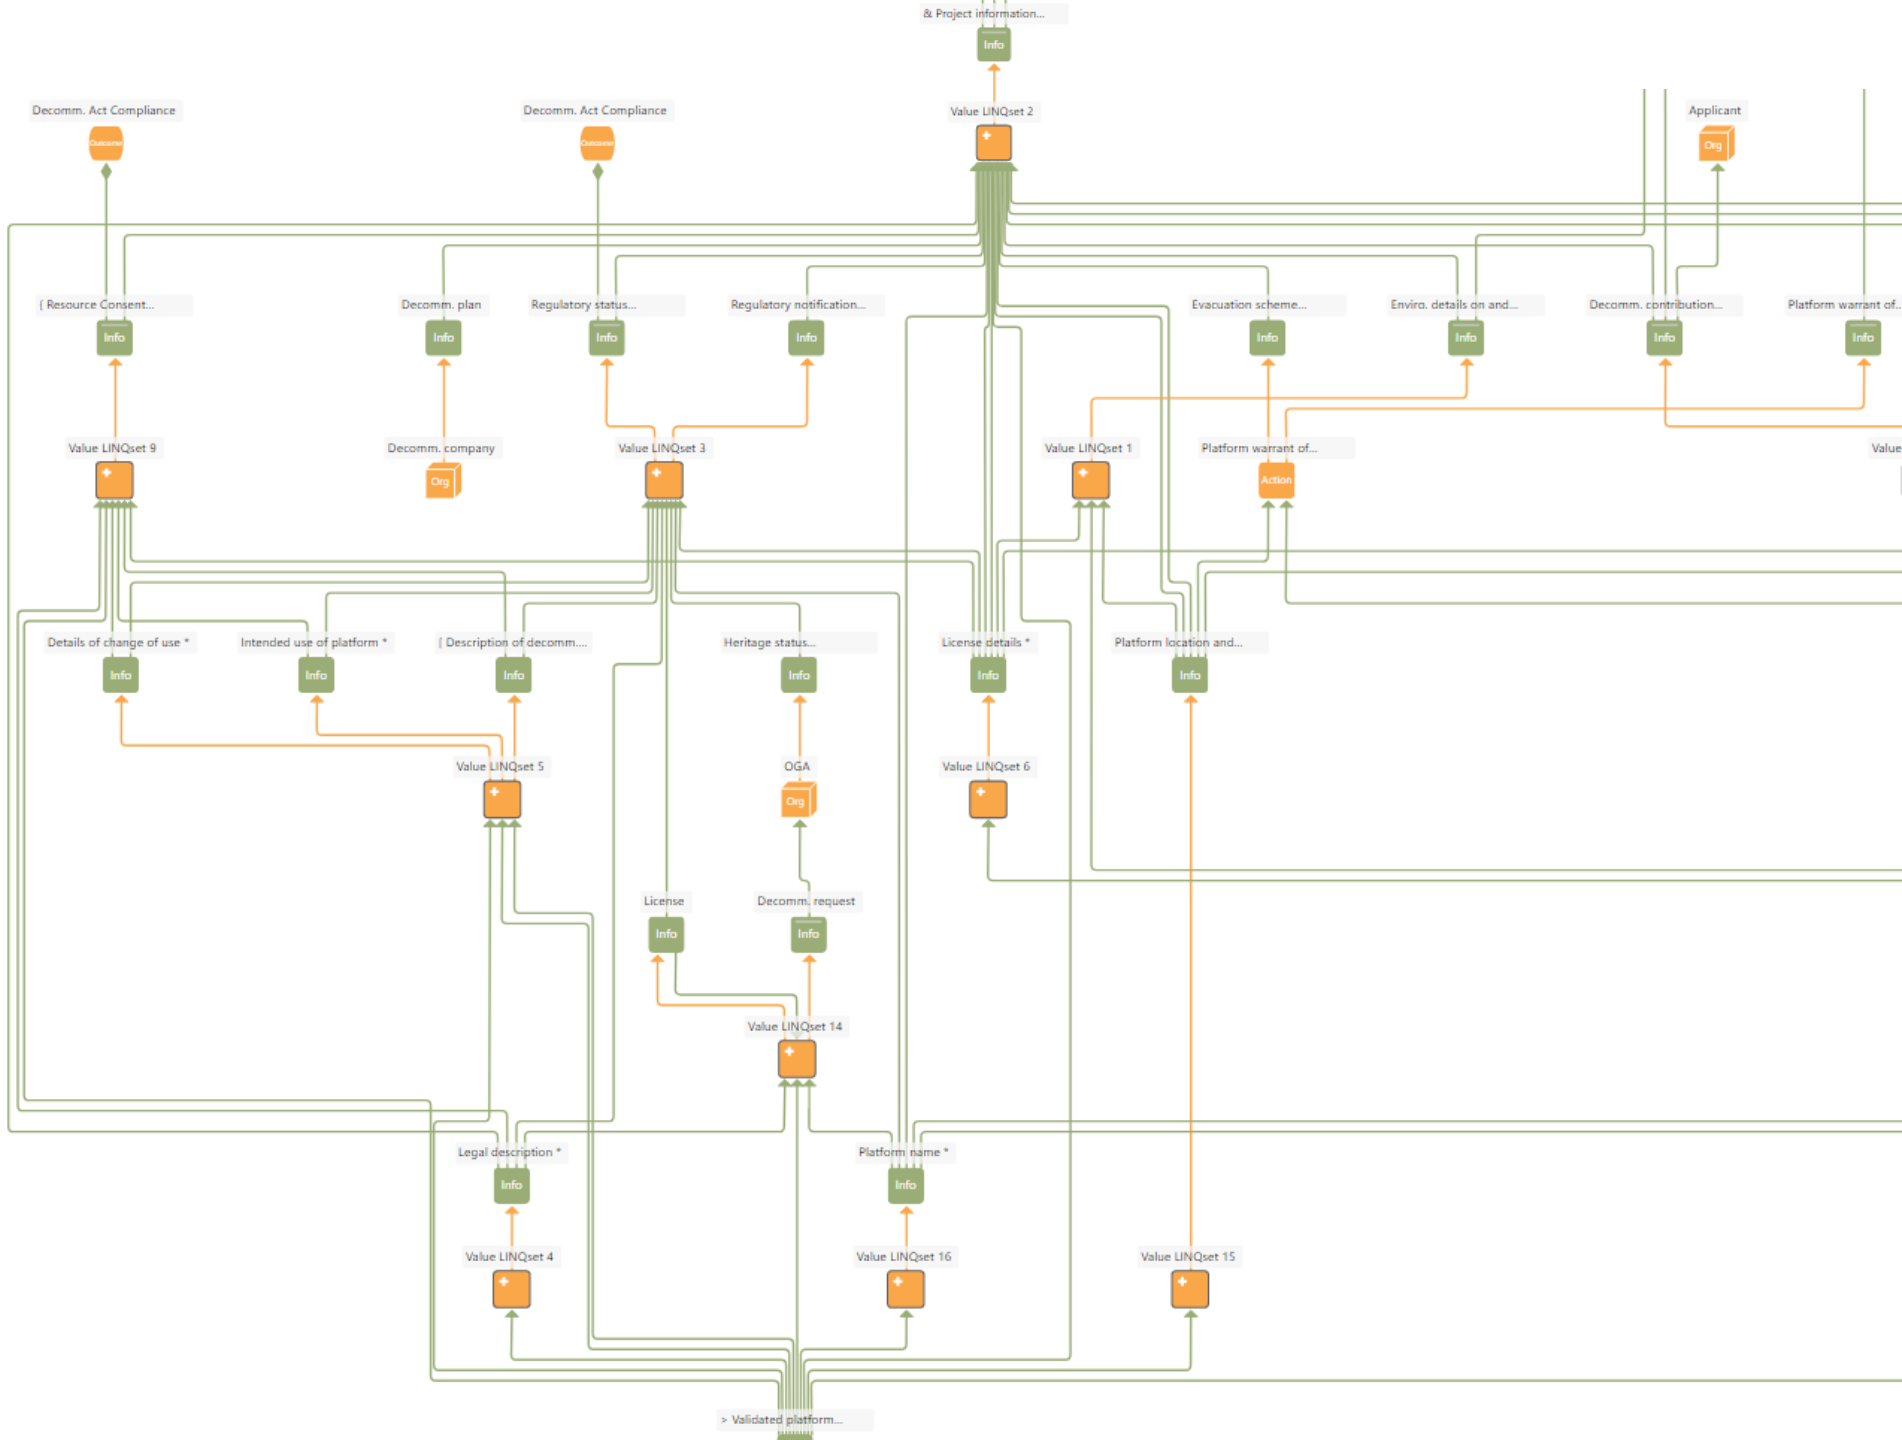 & Project information...
Info
Decomm. Act Compliance
Decomm. Act Compliance
Value LINQset 2
Applicant
Outcome
Outcome
Org
( Resource Consent...
Decomm. plan
Regulatory status...
Regulatory notification...
Evacuation scheme...
Enviro. details on and...
Decomm. contribution...
Platform warrant of...
Info
Info
Info
Info
Info
Info
Info
Info
Value LINQset 9
Decomm. company
Value LINQset 3
Value LINQset 1
Platform warrant of...
Value
Org
Action
Details of change of use *
Intended use of platform *
[ Description of decomm....
Heritage status...
License details *
Platform location and...
Info
Info
Info
Info
Info
Info
Value LINQset 5
OGA
Value LINQset 6
Org
License
Decomm. request
Info
Info
Value LINQset 14
Legal description *
Platform name *
Info
Info
Value LINQset 4
Value LINQset 16
Value LINQset 15
> Validated platform...